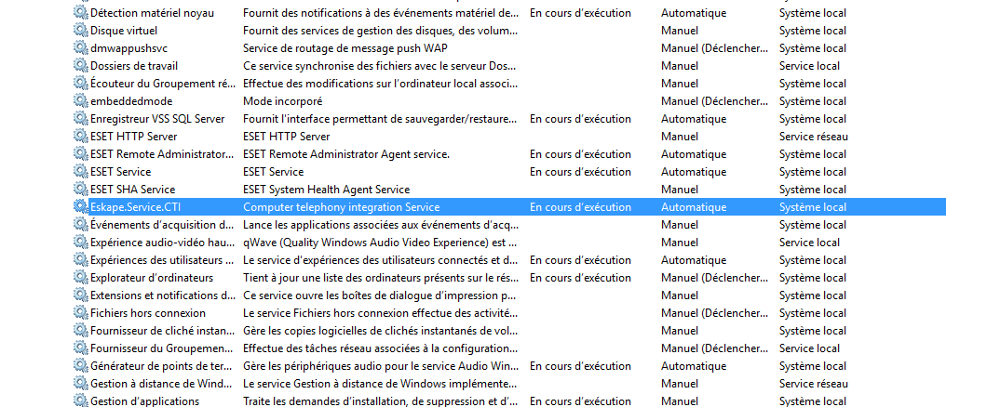 Détection matériel noyau Fournit des notifications à des événements matériel de... En cours d'exécution Automatique Système local
Disque virtuel Fournit des services de gestion des disques, des volum... Manuel Système local
dmwappushsvc Service de routage de message push WAP Manuel (Déclencher... Système local
Dossiers de travail Ce service synchronise des fichiers avec le serveur Dos... Manuel Service local
Écouteur du Groupement ré... Effectue des modifications sur l'ordinateur local associ... Manuel Système local
embeddedmode Mode incorporé Manuel (Déclencher... Système local
Enregistreur VSS SQL Server Fournit l'interface permettant de sauvegarder/restaure... En cours d'exécution Automatique Système local
ESET HTTP Server ESET HTTP Server Manuel Service réseau
ESET Remote Administrator... ESET Remote Administrator Agent service. En cours d'exécution Automatique Système local
ESET Service ESET Service En cours d'exécution Automatique Système local
ESET SHA Service ESET System Health Agent Service Manuel Système local
Eskape.Service.CTI Computer telephony integration Service En cours d'exécution Automatique Système local
Événements d'acquisition d... Lance les applications associées aux événements d'acq... Manuel Système local
Expérience audio-vidéo hau... qWave (Quality Windows Audio Video Experience) est ... Manuel Service local
Expériences des utilisateurs ... Le service d'expériences des utilisateurs connectés et d... En cours d'exécution Automatique Système local
Explorateur d'ordinateurs Tient à jour une liste des ordinateurs présents sur le rés... En cours d'exécution Manuel (Déclencher... Système local
Extensions et notifications d... Ce service ouvre les boîtes de dialogue d'impression p... Manuel Système local
Fichiers hors connexion Le service Fichiers hors connexion effectue des activité... Manuel (Déclencher... Système local
Fournisseur de cliché instan... Gère les copies logicielles de clichés instantanés de vol... Manuel Système local
Fournisseur du Groupemen... Effectue des tâches réseau associées à la configuration... Manuel (Déclencher... Service local
Générateur de points de ter... Gère les périphériques audio pour le service Audio Win... En cours d'exécution Automatique Système local
Gestion à distance de Wind... Le service Gestion à distance de Windows implémente... Manuel Service réseau
Gestion d'applications Traite les demandes d'installation, de suppression et d'... En cours d'exécution Manuel Système local